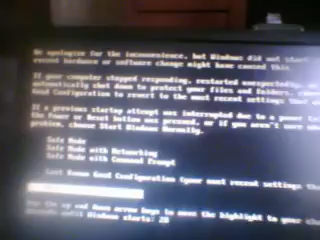 We apologize for the inconvenience, but Windows did not start
recent hardware or software change might have caused this.
If your computer stopped responding, restarted unexpectedly,
automatically shut down to protect your files and folders,
Good Configuration to revert to the most recent settings that
If a previous startup attempt was interrupted due to a power
the Power or Reset button was pressed, or if you aren't sure
problem, choose Start Windows Normally.
Safe Mode
Safe Mode with Networking
Safe Mode with Command Prompt
Last Known Good Configuration (your most recent settings
Use the up and down arrow keys to move the highlight to your
until Windows starts: